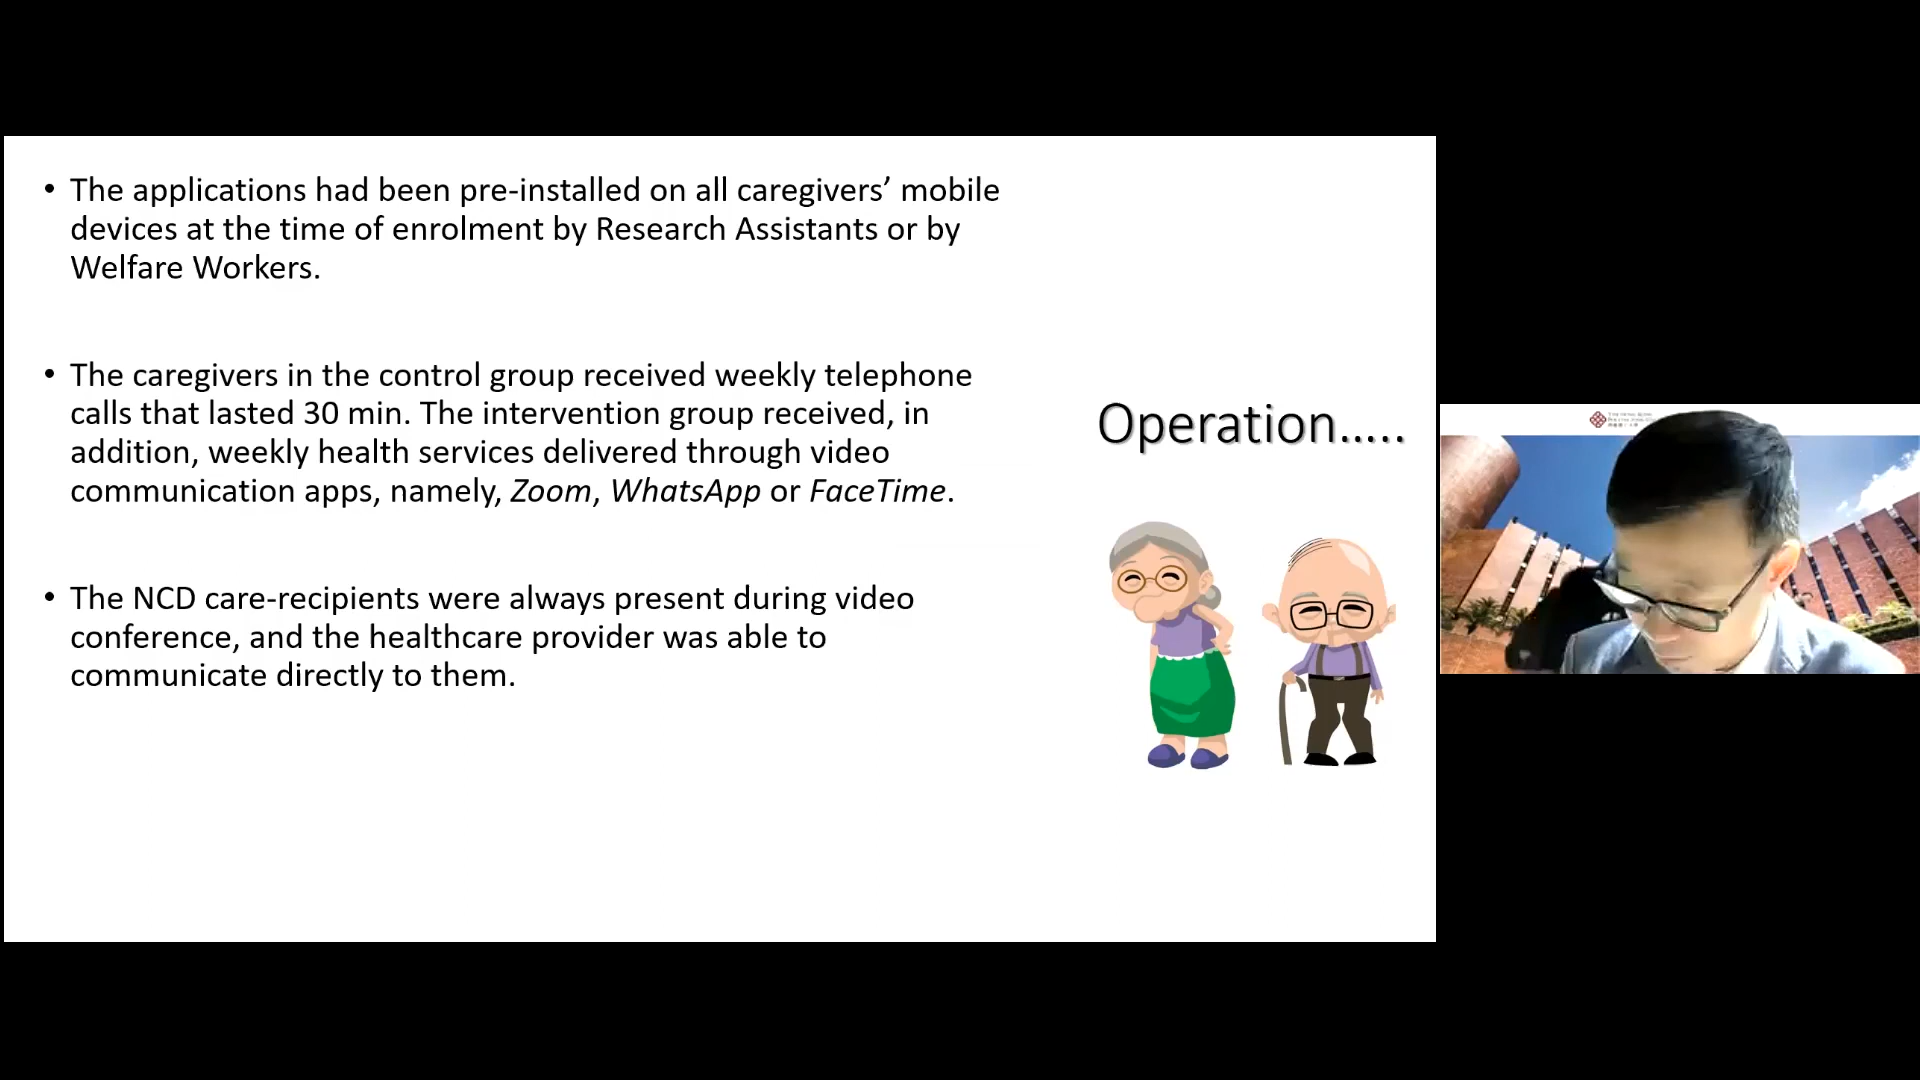 • The applications had been pre-installed on all caregivers’ mobile
devices at the time of enrolment by Research Assistants or by
Welfare Workers.
• The caregivers in the control group received weekly telephone
calls that lasted 30 min. The intervention group received, in
addition, weekly health services delivered through video
communication apps, namely, Zoom, WhatsApp or FaceTime.
• The NCD care-recipients were always present during video
conference, and the healthcare provider was able to
communicate directly to them.
Operation…..